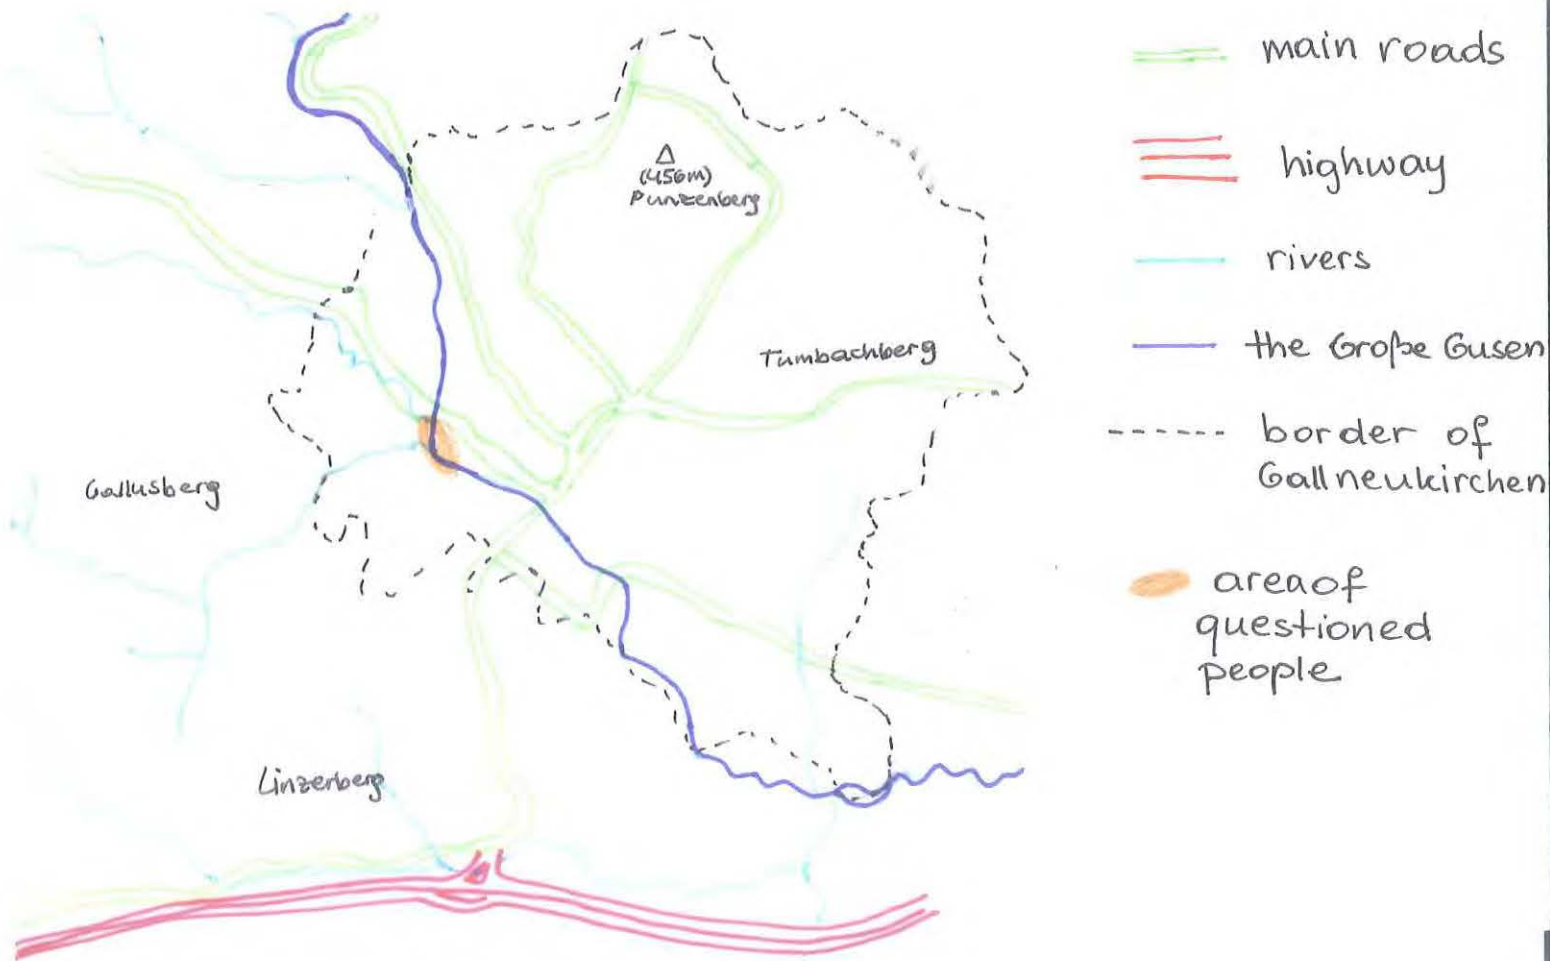 main roads
highway
rivers
the Große Gusen
border of
Gallneukirchen
area of
questioned
people
(456m)
Punzenberg
Tumbachberg
Gallusberg
Linzerberg